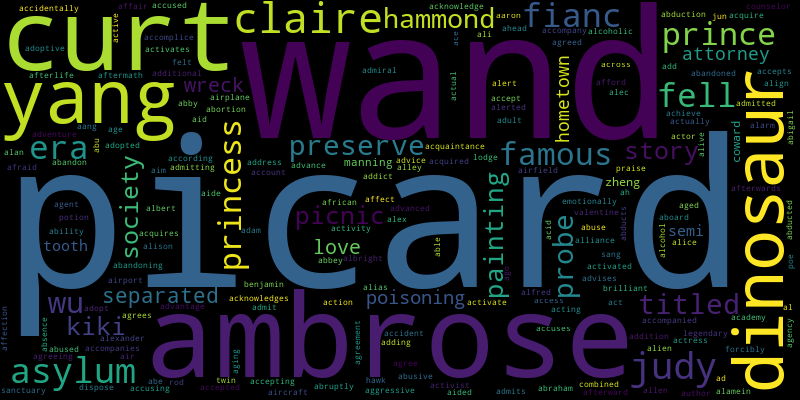 curt
wand
claire
hammond
fianc
prince
attorney
yang
wreck
hometown
fell
dinosaur
era
preserve
famous
story
princess
society
picnic
love
manning
zheng
painting
probe
picard
tooth
semi
separated
poisoning
titled
wu
kiki
ambrose
judy
asylum
accidentally
affair
accused
active
accomplice
activates
adoptive
felt
afterlife
aftermath
additional
airplane
abby
abortion
aid
adventure
aang
age
abu
adopted
alan
abandon
afraid
according
admitting
aim
address
advance
advice
acquaintance
acquired
lodge
account
alley
acknowledge
aaron
ace
ali
ahead
accompany
agreed
alcoholic
admiral
actual
alert
accept
alerted
adult
across
afford
alec
jun
abduction
acquire
counselor
add
abandoned
accepts
align
admitted
achieve
actually
alarm
abigail
coward
actor
alive
praise
airfield
afterwards
agent
potion
ability
albert
aide
acquires
alison
abandoning
airport
african
affect
activity
alex
advanced
adam
abbey
albright
able
ago
acid
valentine
abuse
emotionally
abducts
alliance
ah
aged
aboard
alcohol
alice
abducted
poe
sang
activated
advises
brilliant
affection
absence
adopt
advantage
acknowledges
admit
benjamin
alias
action
activate
alfred
access
acting
act
agrees
alexander
abused
accompanies
agreeing
air
accident
agreement
adding
agree
accuses
accompanied
addition
legendary
academy
actress
al
agency
alien
forcibly
sanctuary
dispose
accusing
abe
rod
twin
aging
accepted
accepting
aircraft
abruptly
hawk
aggressive
abusive
activist
aided
admits
abraham
afterward
combined
allen
author
ad
alamein